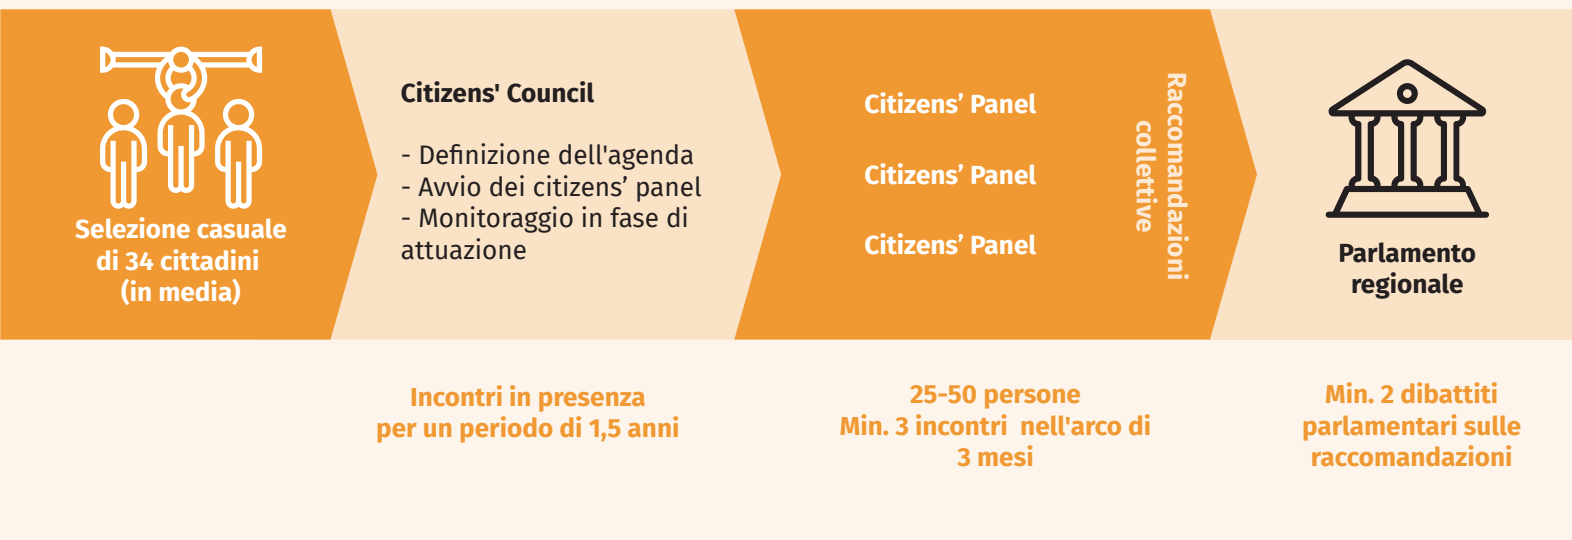 Selezione casuale
di 34 cittadini
(in media)
Citizens' Council
- Definizione dell'agenda
- Avvio dei citizens’ panel
- Monitoraggio in fase di
attuazione
Citizens’ Panel
Citizens’ Panel
Citizens’ Panel
Raccomandazioni
collettive
Parlamento
regionale
Incontri in presenza
per un periodo di 1,5 anni
25-50 persone
Min. 3 incontri  nell'arco di
3 mesi
Min. 2 dibattiti
parlamentari sulle
raccomandazioni